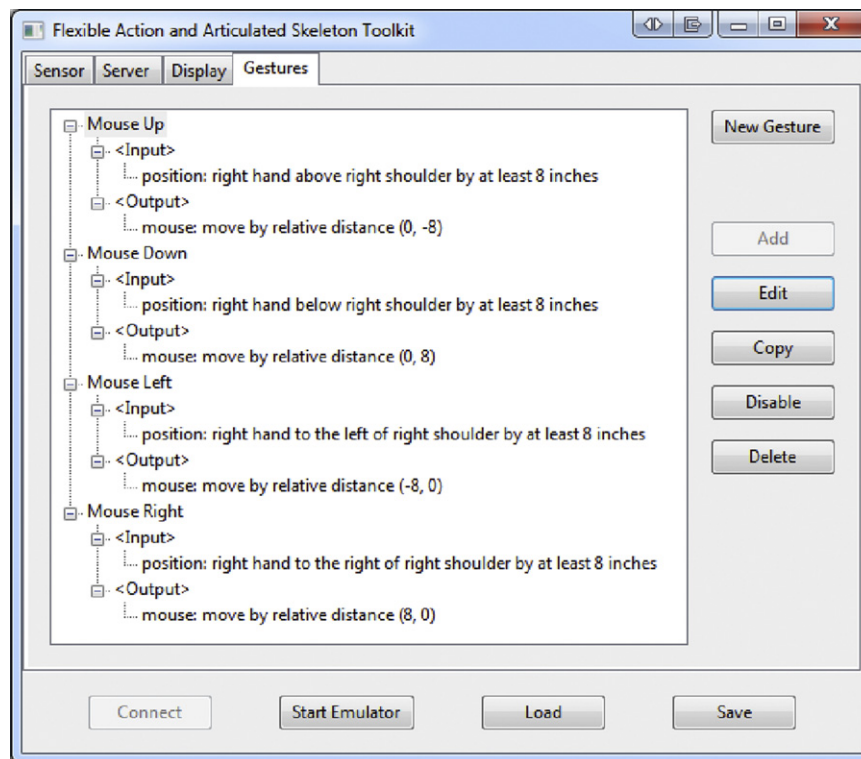 Flexible Action and Articulated Skeleton Toolkit
Sensor Server Display Gestures
Mouse Up
<Input>
position: right hand above right shoulder by at least 8 inches
<Output>
mouse: move by relative distance (0, -8)
Mouse Down
<Input>
position: right hand below right shoulder by at least 8 inches
<Output>
mouse: move by relative distance (0, 8)
Mouse Left
<Input>
position: right hand to the left of right shoulder by at least 8 inches
<Output>
mouse: move by relative distance (-8, 0)
Mouse Right
<Input>
position: right hand to the right of right shoulder by at least 8 inches
<Output>
mouse: move by relative distance (8, 0)
New Gesture
Add
Edit
Copy
Disable
Delete
Connect Start Emulator Load Save